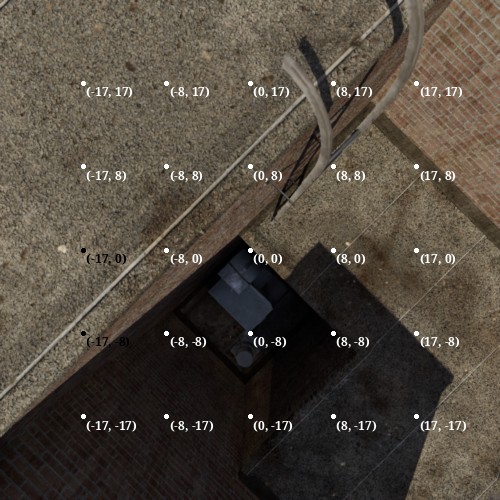 (-17, 17) (-8, 17) (0, 17) (8, 17) (17, 17)
(-17, 8) (-8, 8) (0, 8) (8, 8) (17, 8)
(-17, 0) (-8, 0) (0, 0) (8, 0) (17, 0)
(-17, -8) (-8, -8) (0, -8) (8, -8) (17, -8)
(-17, -17) (-8, -17) (0, -17) (8, -17) (17, -17)